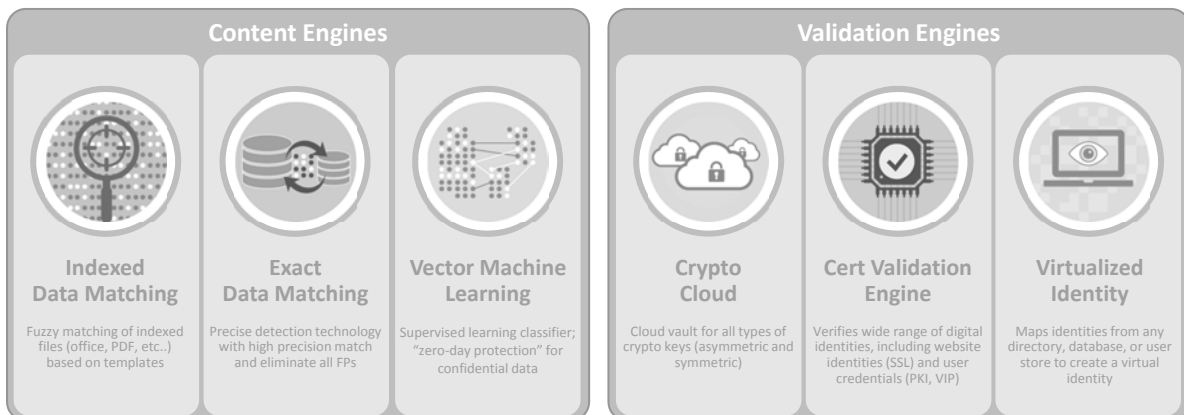 Content Engines
Indexed
Data Matching
Fuzzy matching of indexed
files (office, PDF, etc..)
based on templates
Exact
Data Matching
Precise detection technology
with high precision match
and eliminate all FPs
Vector Machine
Learning
Supervised learning classifier;
“zero-day protection” for
confidential data
Validation Engines
Crypto
Cloud
Cloud vault for all types of
crypto keys (asymmetric and
symmetric)
Cert Validation
Engine
Verifies wide range of digital
identities, including website
identities (SSL) and user
credentials (PKI, VIP)
Virtualized
Identity
Maps identities from any
directory, database, or user
store to create a virtual
identity